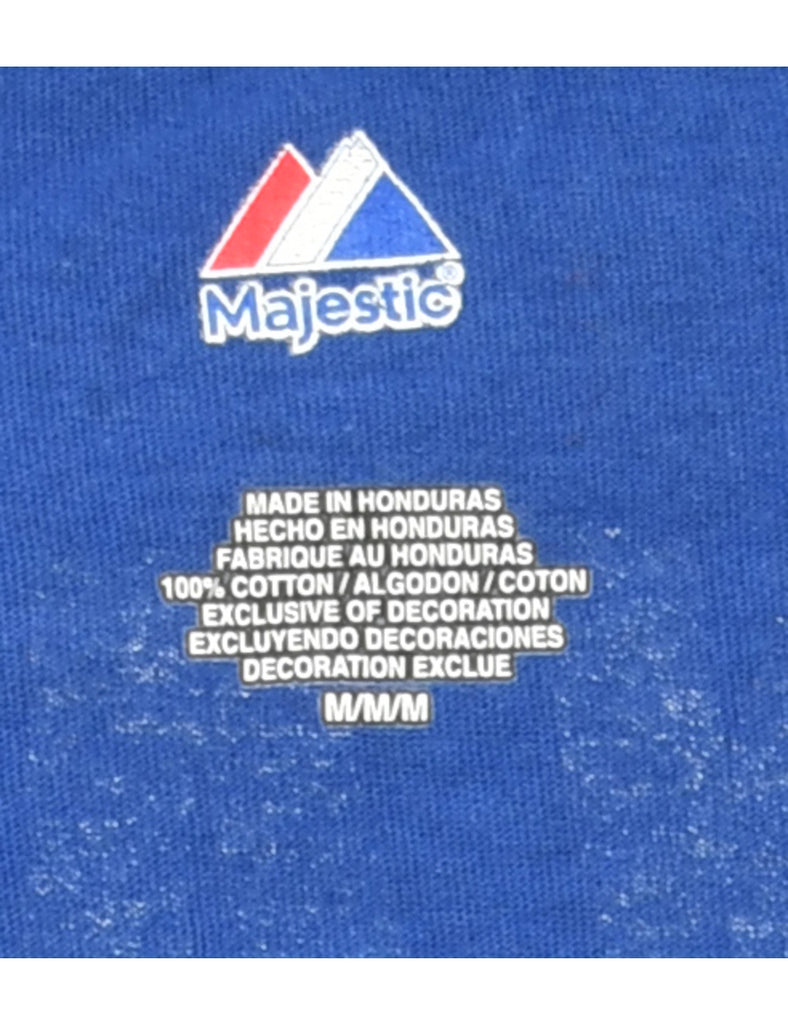 Majestic®
MADE IN HONDURAS
HECHO EN HONDURAS
FABRIQUE AU HONDURAS
100% COTTON / ALGODON / COTON
EXCLUSIVE OF DECORATION
EXCLUYENDO DECORACIONES
DECORATION EXCLUE
M/M/M